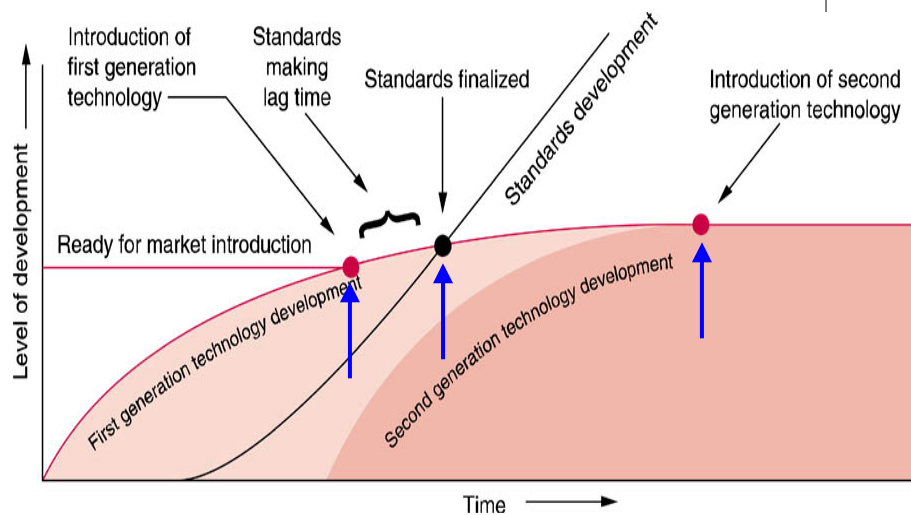 Introduction of
first generation
technology
Standards
making
lag time
Standards finalized
Standards development
Introduction of second
generation technology
Level of development
Ready for market introduction
First generation technology development
Second generation technology development
Time